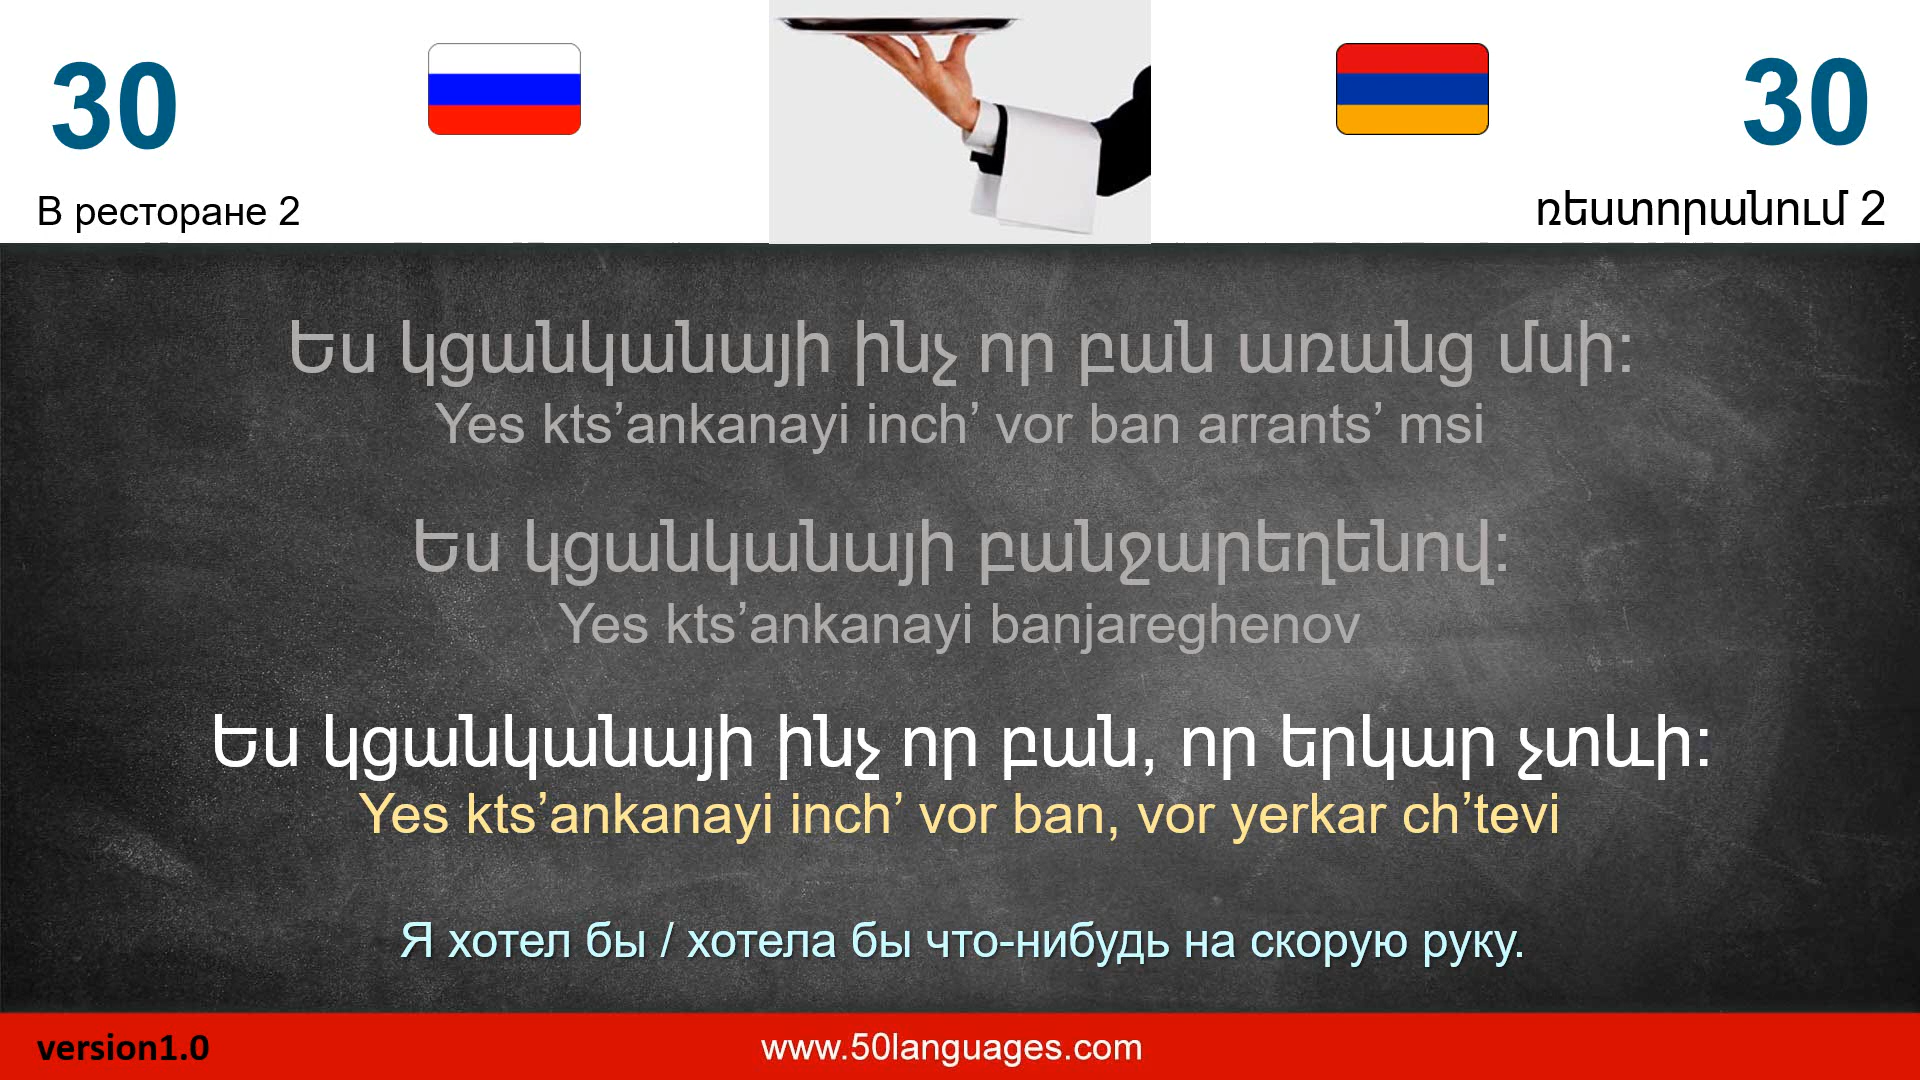 30
30
В ресторане 2
ռեստորանում 2
Ես կցանկանայի ինչ որ բան առանց մսի:
Yes kts’ankanayi inch’ vor ban arrants’ msi
Ես կցանկանայի բանջարեղենով:
Yes kts’ankanayi banjareghenov
Ես կցանկանայի ինչ որ բան, որ երկար չտևի:
Yes kts’ankanayi inch’ vor ban, vor yerkar ch’tevi
Я хотел бы / хотела бы что-нибудь на скорую руку.
version1.0
www.50languages.com